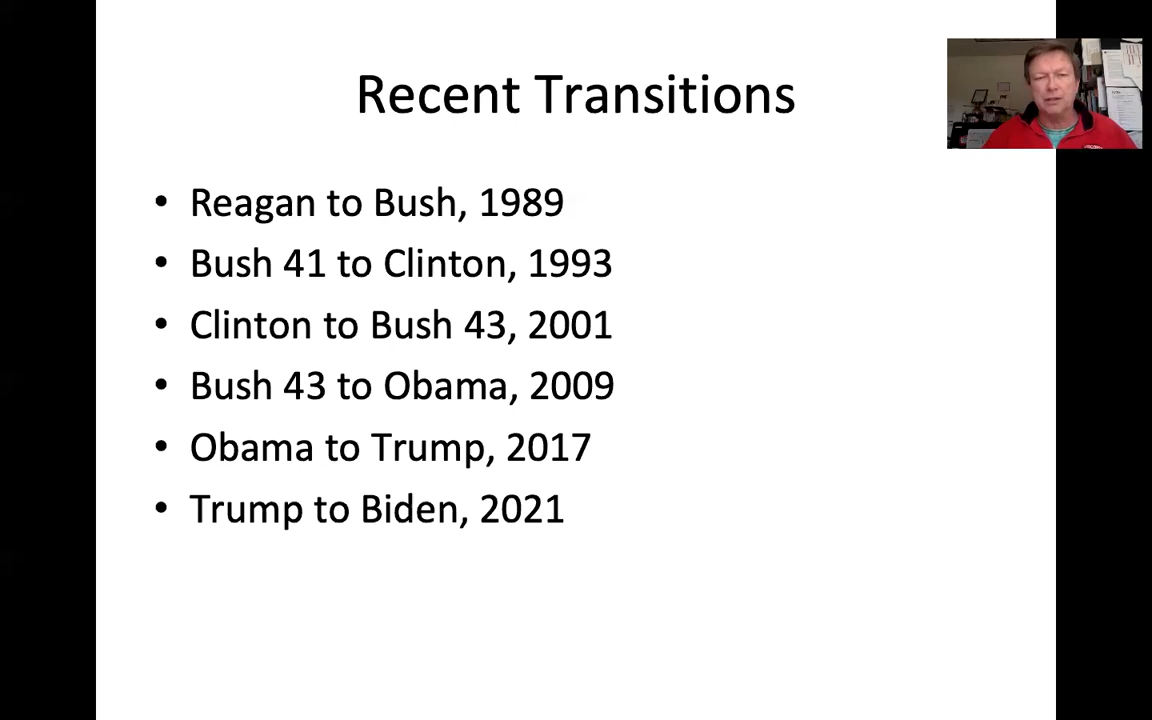 Recent Transitions
• Reagan to Bush, 1989
• Bush 41 to Clinton, 1993
• Clinton to Bush 43, 2001
• Bush 43 to Obama, 2009
• Obama to Trump, 2017
• Trump to Biden, 2021